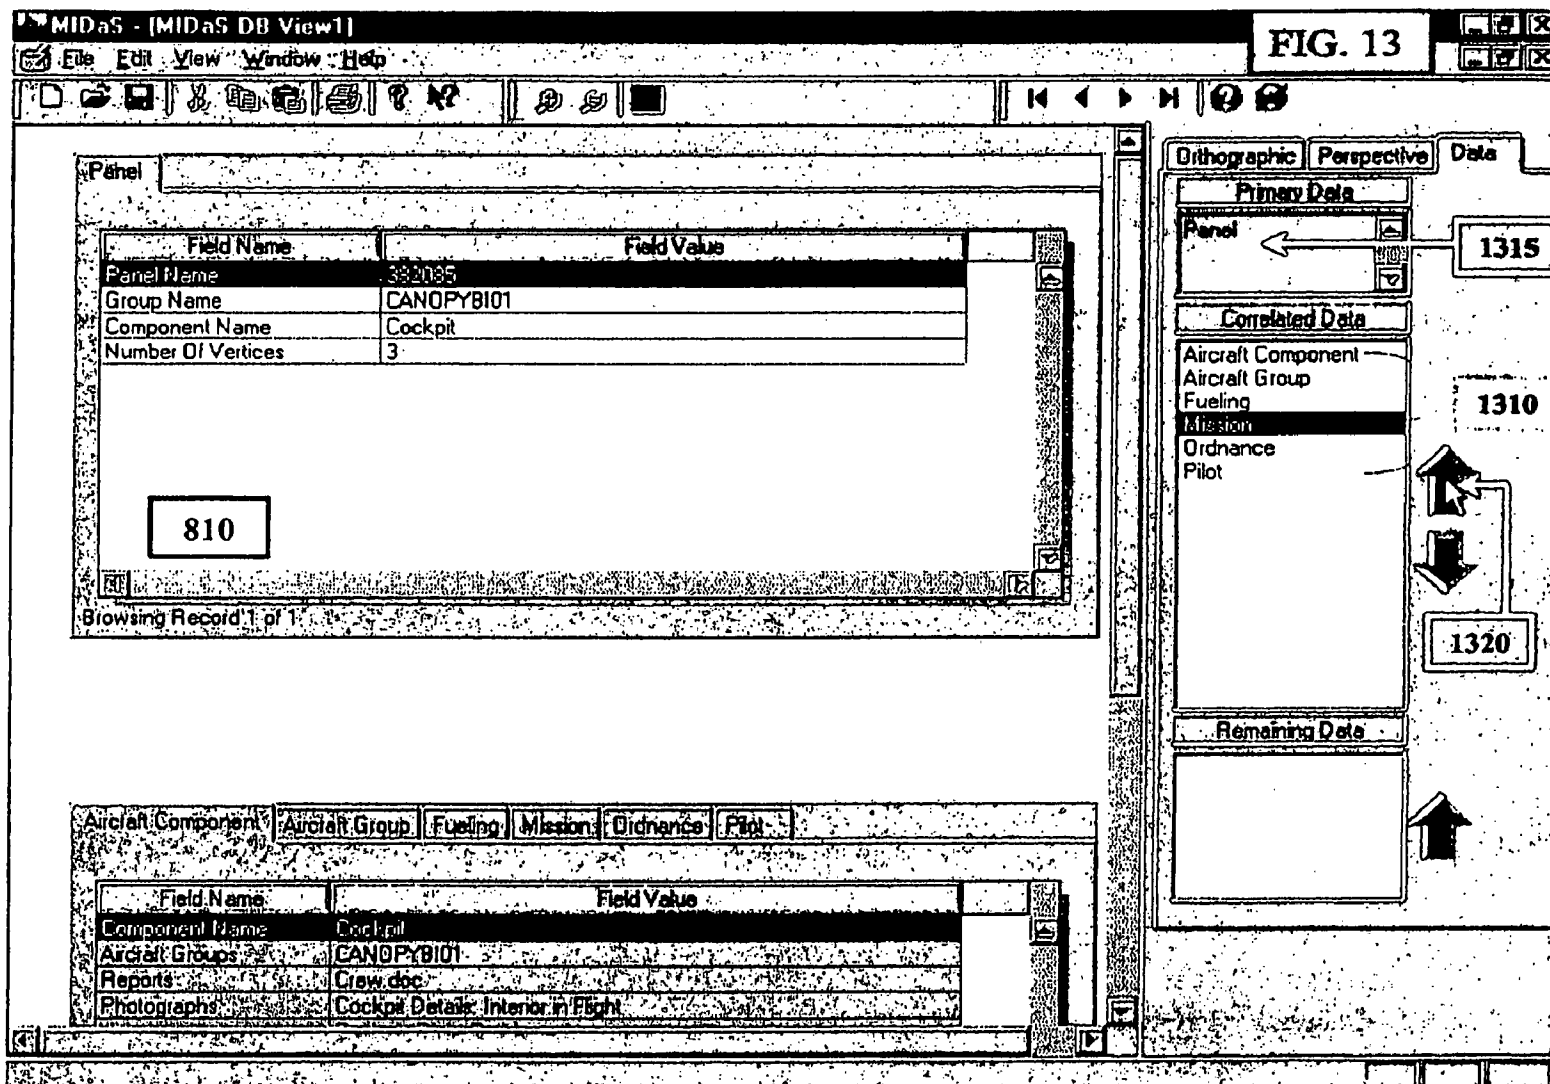 MIDaS - [MIDaS DB View1]
FIG. 13
File Edit View Window Help
Orthographic Perspective Data
Panel
Primary Data
Panel
1315
Field Name Field Value
Panel Name 382085
Group Name CANOPYBI01
Component Name Cockpit
Number Of Vertices 3
Correlated Data
Aircraft Component
Aircraft Group
Fueling
Mission
Ordnance
Pilot
1310
810
1320
Browsing Record 1 of 1
Remaining Data
Aircraft Component Aircraft Group Fueling Mission Ordnance Pilot
Field Name Field Value
Component Name Cockpit
Aircraft Groups CANOPYBI01
Reports Crew.doc
Photographs Cockpit Details: Interior in Flight